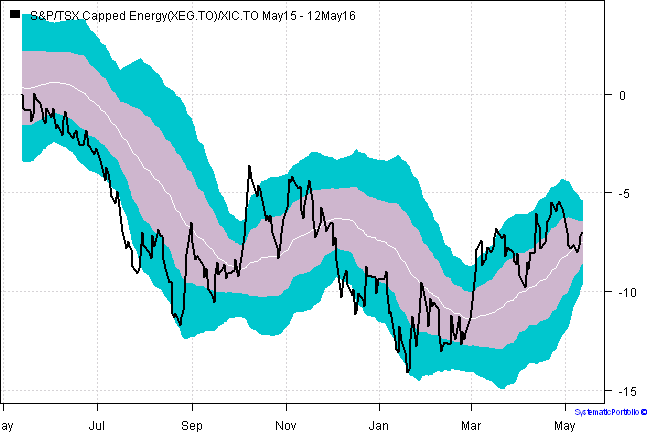 S&P/TSX Capped Energy(XEG.TO)/XIC.TO May15 - 12May16
0
-5
-10
-15
ay Jul Sep Nov Jan Mar May
SystematicPortfolio ©